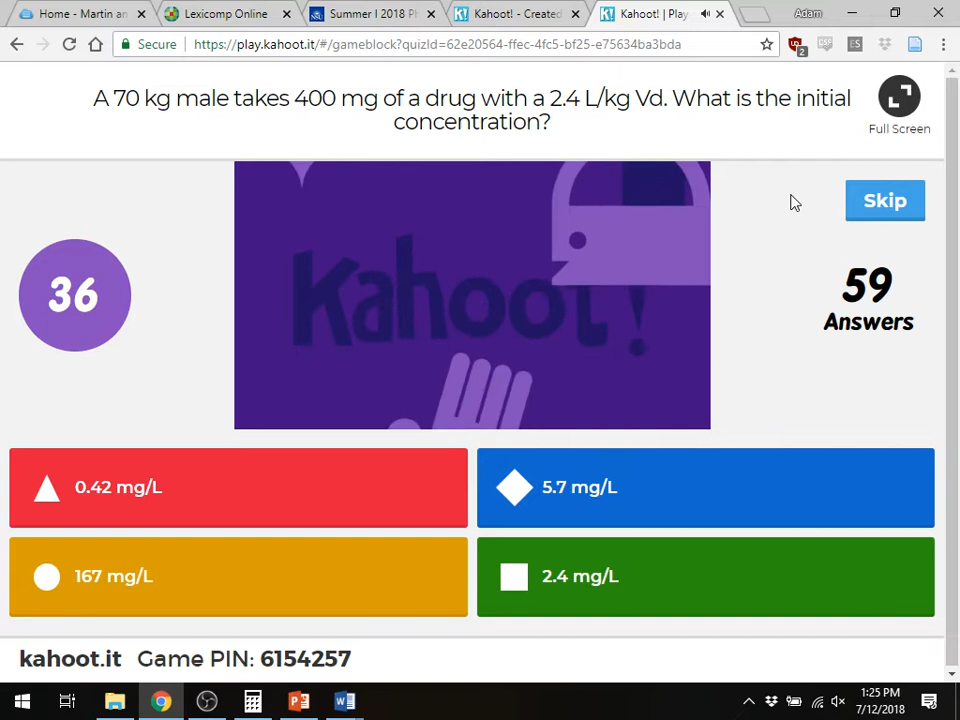 Home - Martin an
Lexicomp Online
Summer I 2018 P
Kahoot! - Created
Kahoot! | Play
Adam
Secure
https://play.kahoot.it/#/gameblock?quizId=62e20564-ffec-4fc5-bf25-e75634ba3bda
2
ES
A 70 kg male takes 400 mg of a drug with a 2.4 L/kg Vd. What is the initial
concentration?
Full Screen
Skip
36
Kahoot!
59
Answers
0.42 mg/L
5.7 mg/L
167 mg/L
2.4 mg/L
kahoot.it Game PIN: 6154257
1:25 PM
7/12/2018